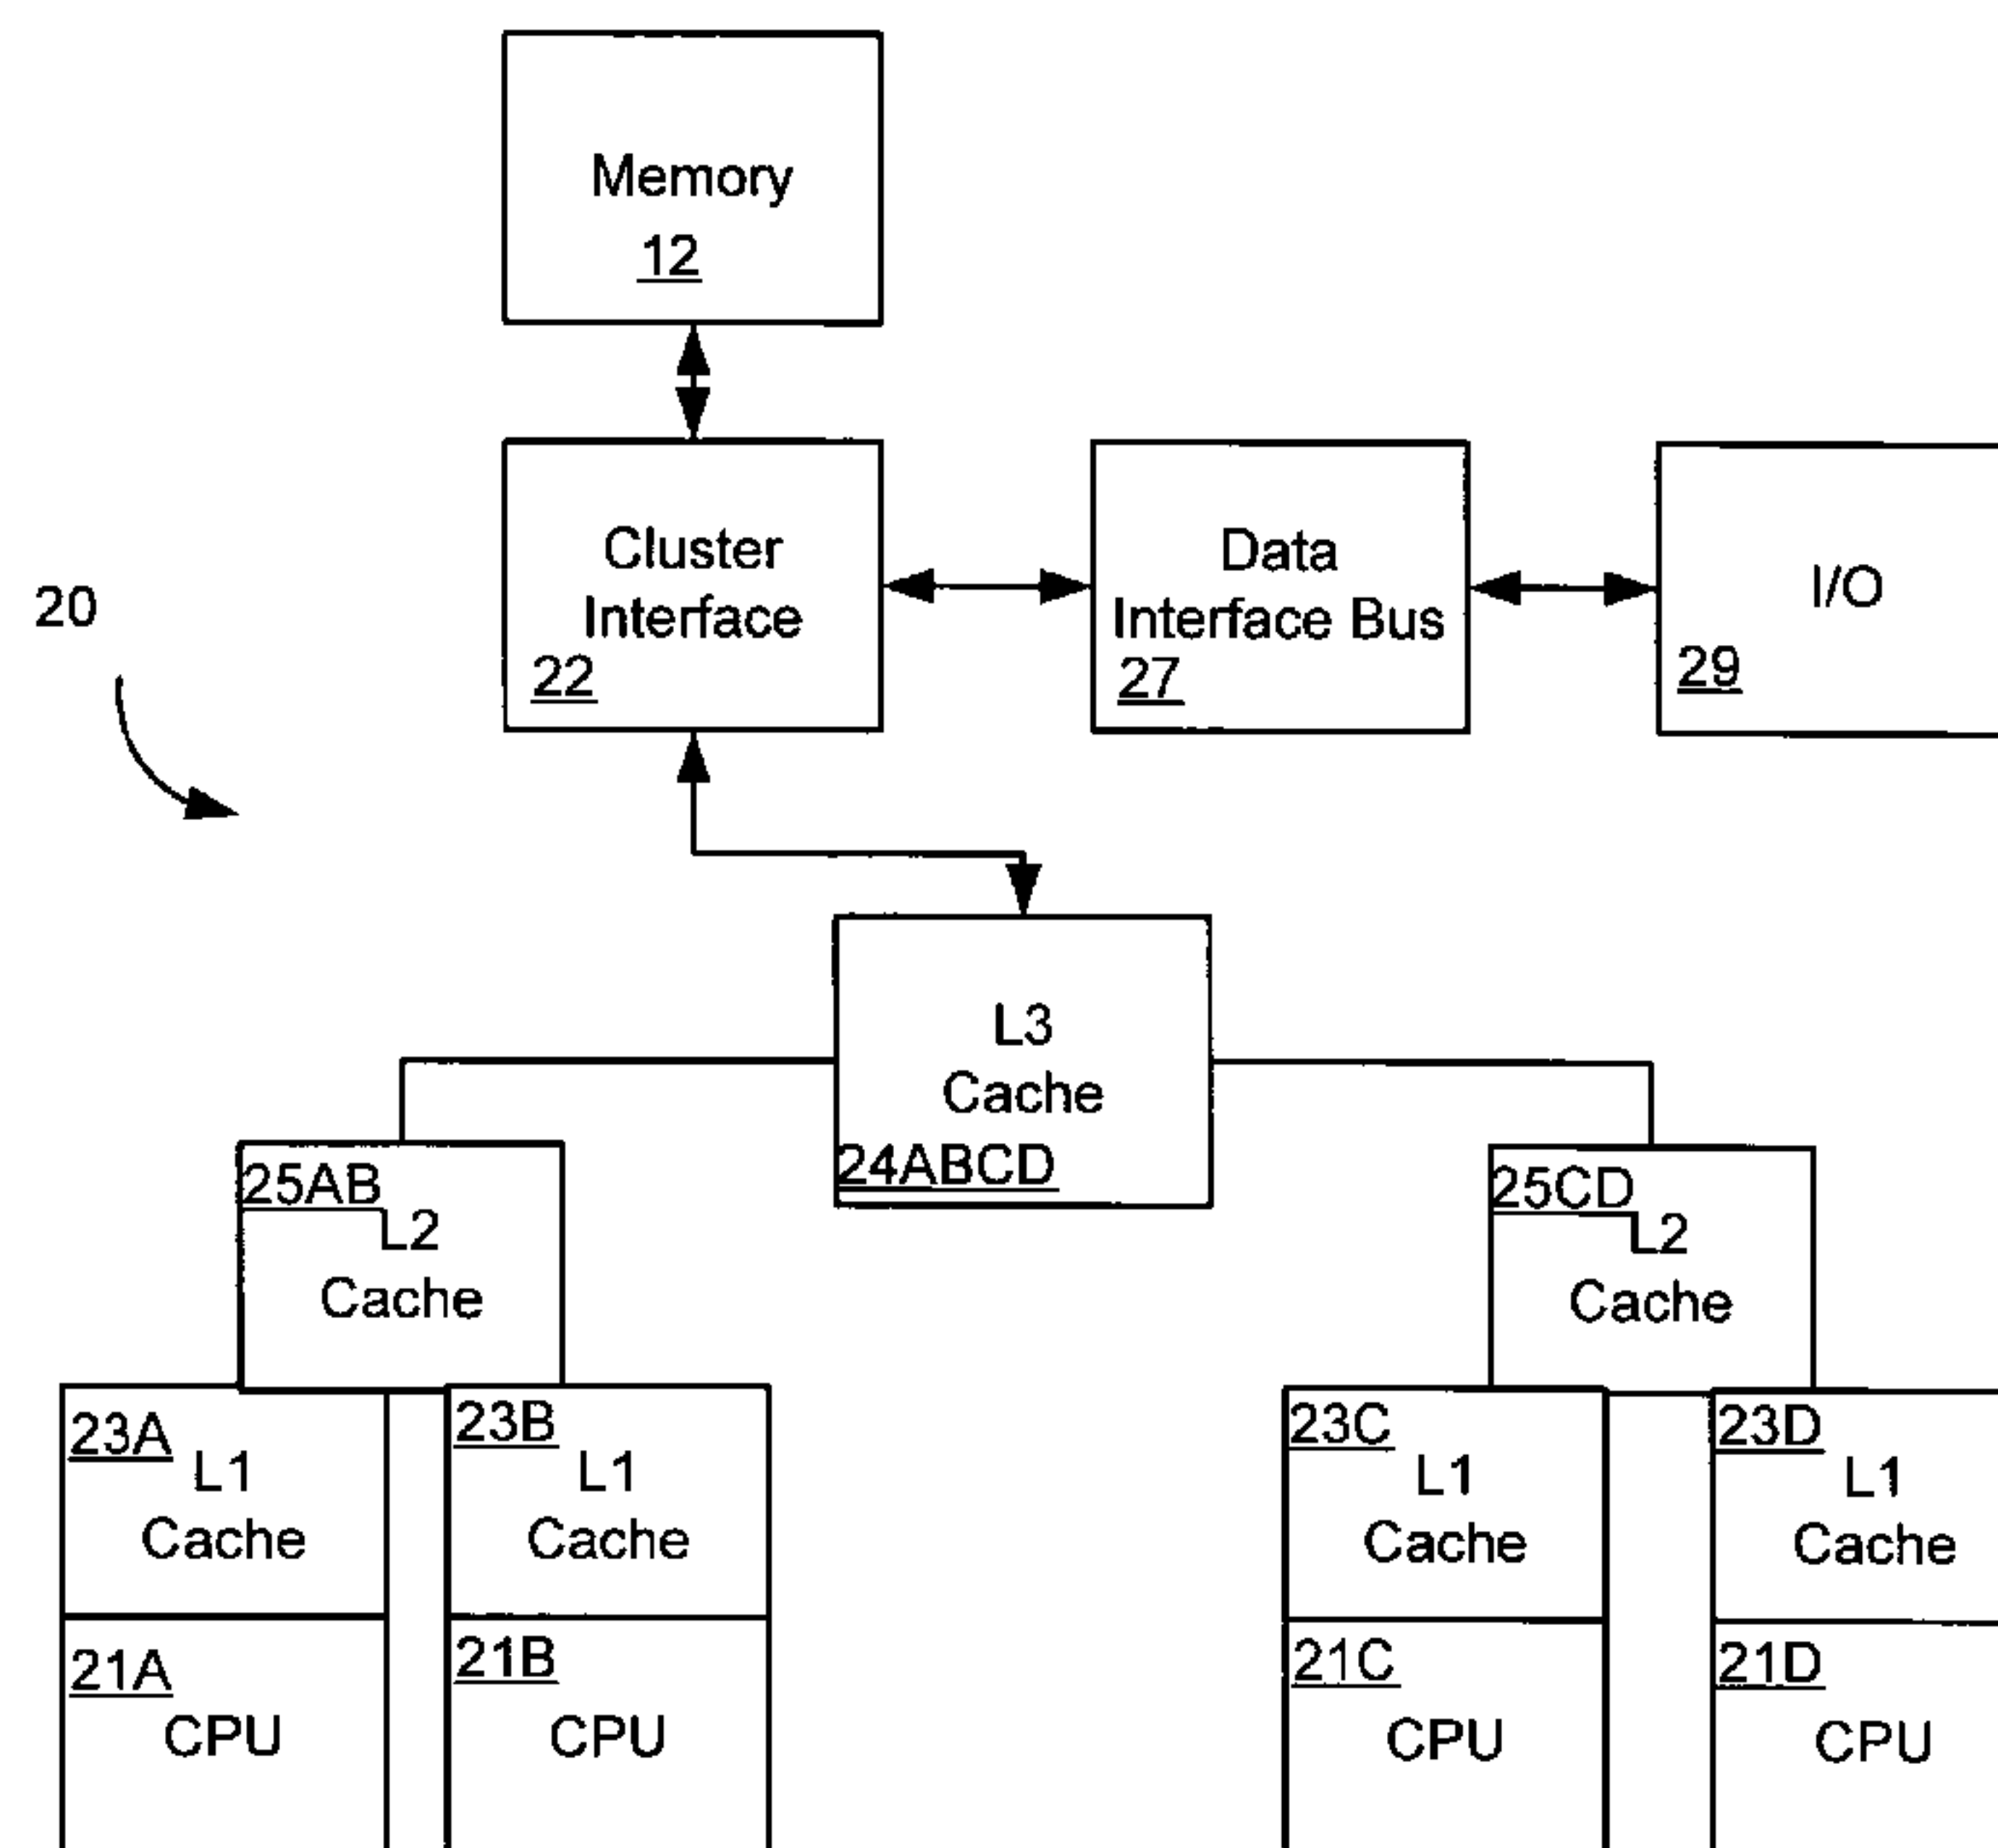 Memory
12
Cluster
Interface
22
Data
Interface Bus
27
I/O
29
20
L3
Cache
24ABCD
25AB
L2
Cache
25CD
L2
Cache
23A
L1
Cache
23B
L1
Cache
23C
L1
Cache
23D
L1
Cache
21A
CPU
21B
CPU
21C
CPU
21D
CPU